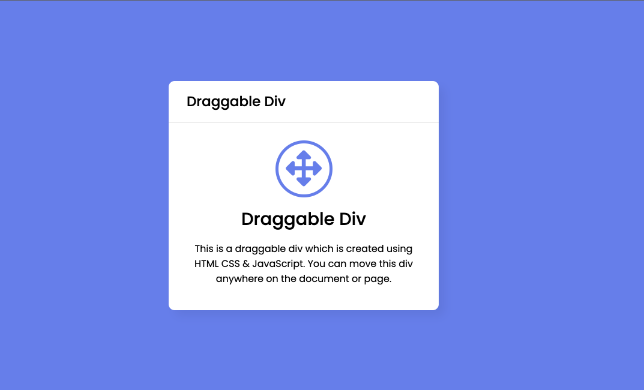 Draggable Div
Draggable Div
This is a draggable div which is created using
HTML CSS & JavaScript. You can move this div
anywhere on the document or page.